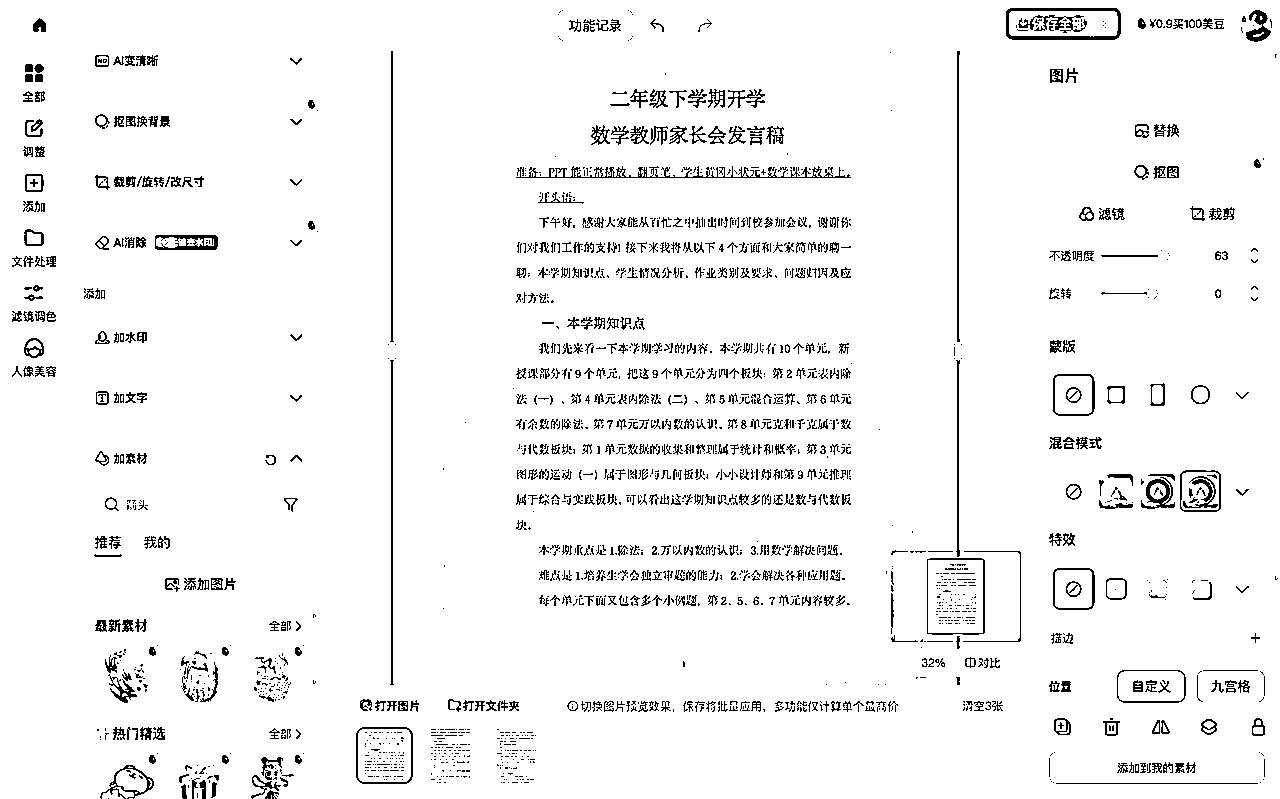 功能记录
保存全部
¥0.9买100美豆
全部
调整
添加
文件处理
滤镜调色
人像美容
AI变清晰
抠图换背景
裁剪/旋转/改尺寸
AI消除
添加
加水印
加文字
加素材
箭头
推荐 我的
添加图片
最新素材 全部
热门精选 全部
二年级下学期开学
数学教师家长会发言稿
准备：PPT 能正常播放、翻页笔、学生黄冈小状元+数学课本放桌上。
开头语：
下午好，感谢大家能从百忙之中抽出时间到校参加会议，谢谢你
们对我们工作的支持！接下来我将从以下 4 个方面和大家简单的聊一
聊：本学期知识点、学生情况分析、作业类别及要求、问题归因及应
对方法。
一、本学期知识点
我们先来看一下本学期学习的内容。本学期共有 10 个单元，新
授课部分有 9 个单元，把这 9 个单元分为四个板块：第 2 单元表内除
法（一）、第 4 单元表内除法（二）、第 5 单元混合运算、第 6 单元
有余数的除法、第 7 单元万以内数的认识、第 8 单元克和千克属于数
与代数板块；第 1 单元数据的收集和整理属于统计和概率；第 3 单元
图形的运动（一）属于图形与几何板块；小小设计师和第 9 单元推理
属于综合与实践板块。可以看出这学期知识点较多的还是数与代数板
块。
本学期重点是 1.除法；2.万以内数的认识；3.用数学解决问题。
难点是 1.培养生学会独立审题的能力；2.学会解决各种应用题。
每个单元下面又包含多个小例题，第 2、5、6、7 单元内容较多。
32% 对比
打开图片 打开文件夹 切换图片预览效果，保存将批量应用，多功能仅计算单个最高价 清空3张
图片
替换
抠图
滤镜 裁剪
不透明度 63
旋转 0
蒙版
混合模式
特效
描边
位置 自定义 九宫格
添加到我的素材